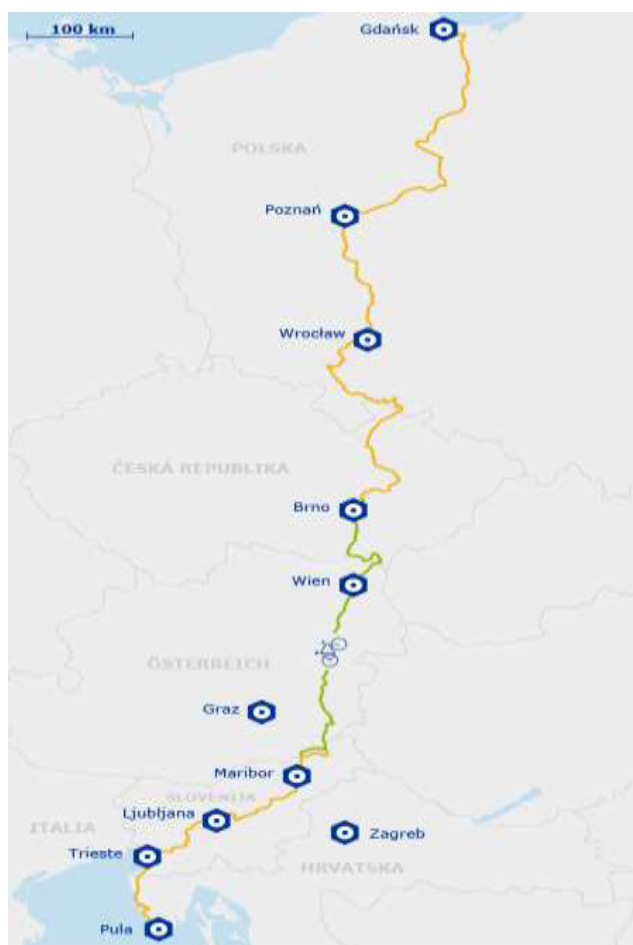 100 km
Gdańsk
POLSKA
Poznań
Wrocław
ČESKÁ REPUBLIKA
Brno
Wien
ÖSTERREICH
Graz
Maribor
SLOVENIJA
Ljubljana
ITALIA
Zagreb
Trieste
HRVATSKA
Pula